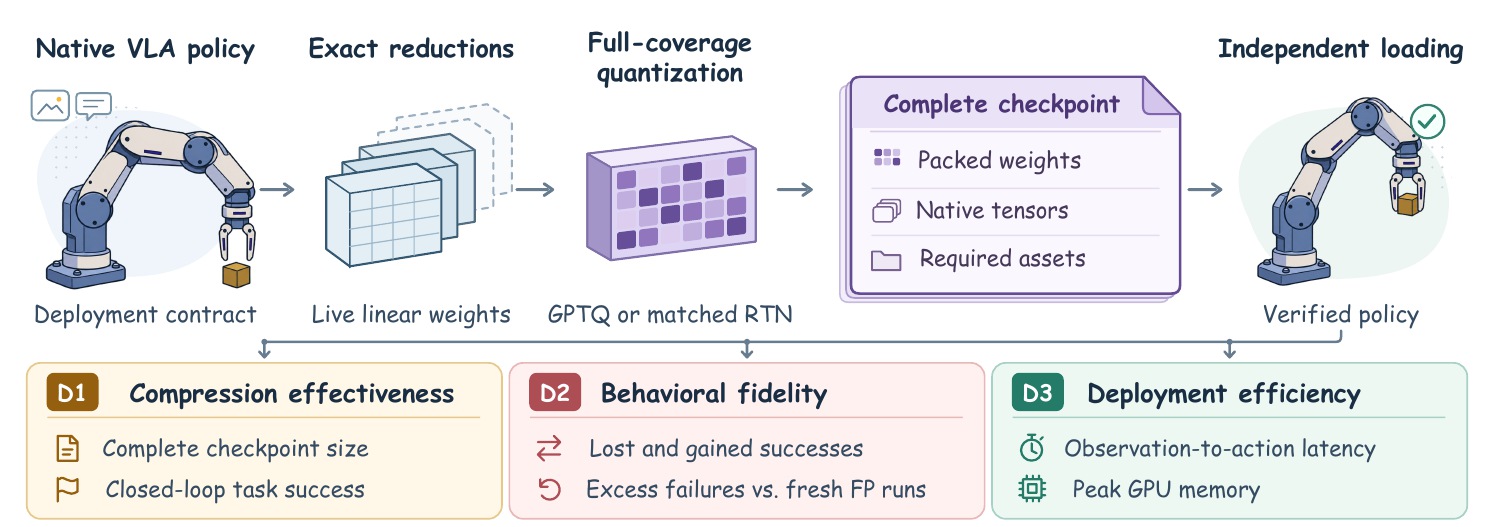 Native VLA policy
Exact reductions
Full-coverage
quantization
Independent loading
Complete checkpoint
Packed weights
Native tensors
Required assets
Deployment contract
Live linear weights
GPTQ or matched RTN
Verified policy
D1 Compression effectiveness
Complete checkpoint size
Closed-loop task success
D2 Behavioral fidelity
Lost and gained successes
Excess failures vs. fresh FP runs
D3 Deployment efficiency
Observation-to-action latency
Peak GPU memory